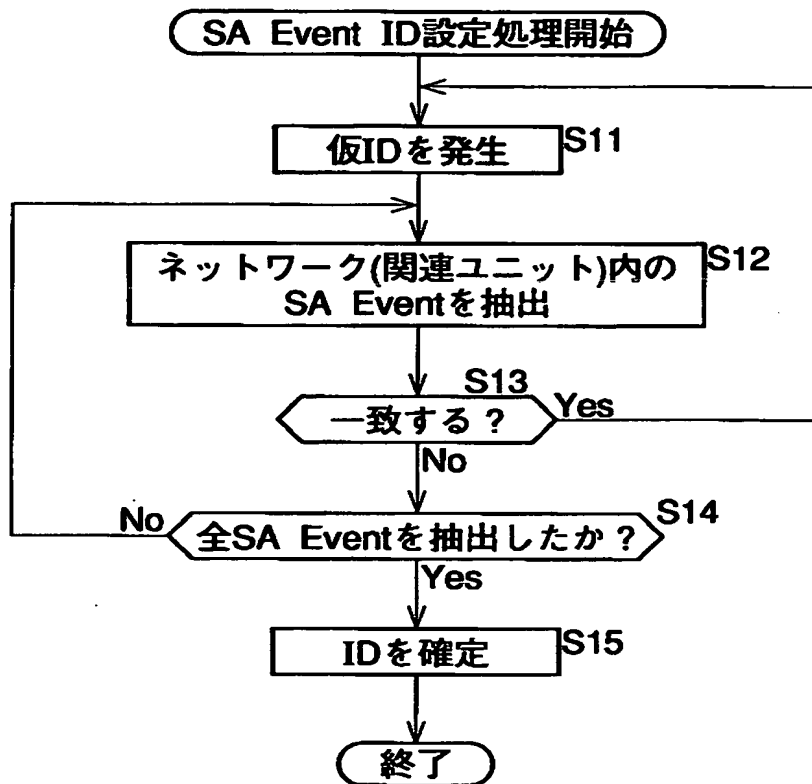 SA Event ID設定処理開始
仮IDを発生
S11
ネットワーク(関連ユニット)内の
SA Eventを抽出
S12
S13
一致する?
Yes
No
No
全SA Eventを抽出したか?
S14
Yes
IDを確定
S15
終了